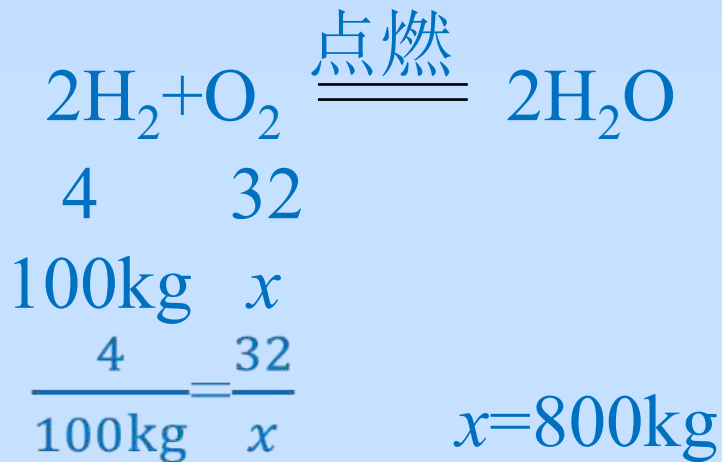 点燃
2H₂+O₂ ══ 2H₂O
4 32
100kg x
4/100kg=32/x x=800kg